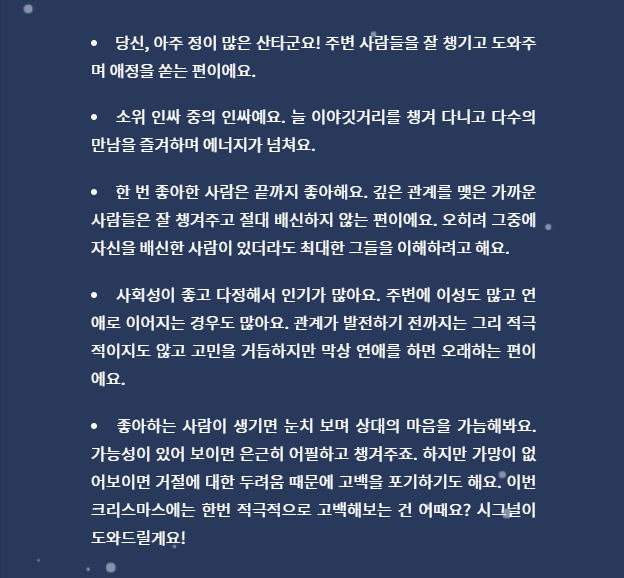 • 당신, 아주 정이 많은 산타군요! 주변 사람들을 잘 챙기고 도와주
며 애정을 쏟는 편이에요.
• 소위 인싸 중의 인싸예요. 늘 이야깃거리를 챙겨 다니고 다수의
만남을 즐겨하며 에너지가 넘쳐요.
• 한 번 좋아한 사람은 끝까지 좋아해요. 깊은 관계를 맺은 가까운
사람들은 잘 챙겨주고 절대 배신하지 않는 편이에요. 오히려 그중에
자신을 배신한 사람이 있더라도 최대한 그들을 이해하려고 해요.
• 사회성이 좋고 다정해서 인기가 많아요. 주변에 이성도 많고 연
애로 이어지는 경우도 많아요. 관계가 발전하기 전까지는 그리 적극
적이지도 않고 고민을 거듭하지만 막상 연애를 하면 오래하는 편이
에요.
• 좋아하는 사람이 생기면 눈치 보며 상대의 마음을 가늠해봐요.
가능성이 있어 보이면 은근히 어필하고 챙겨주죠. 하지만 가망이 없
어보이면 거절에 대한 두려움 때문에 고백을 포기하기도 해요. 이번
크리스마스에는 한번 적극적으로 고백해보는 건 어때요? 시그널이
도와드릴게요!